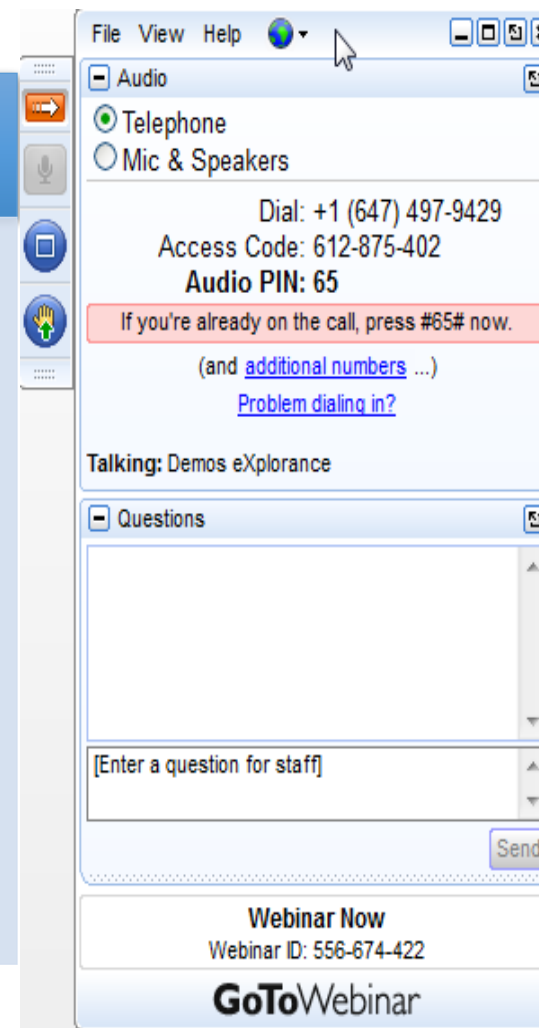 File View Help
Audio
Telephone
Mic & Speakers
Dial: +1 (647) 497-9429
Access Code: 612-875-402
Audio PIN: 65
If you're already on the call, press #65# now.
(and additional numbers ...)
Problem dialing in?
Talking: Demos eXplorance
Questions
[Enter a question for staff]
Send
Webinar Now
Webinar ID: 556-674-422
GoToWebinar